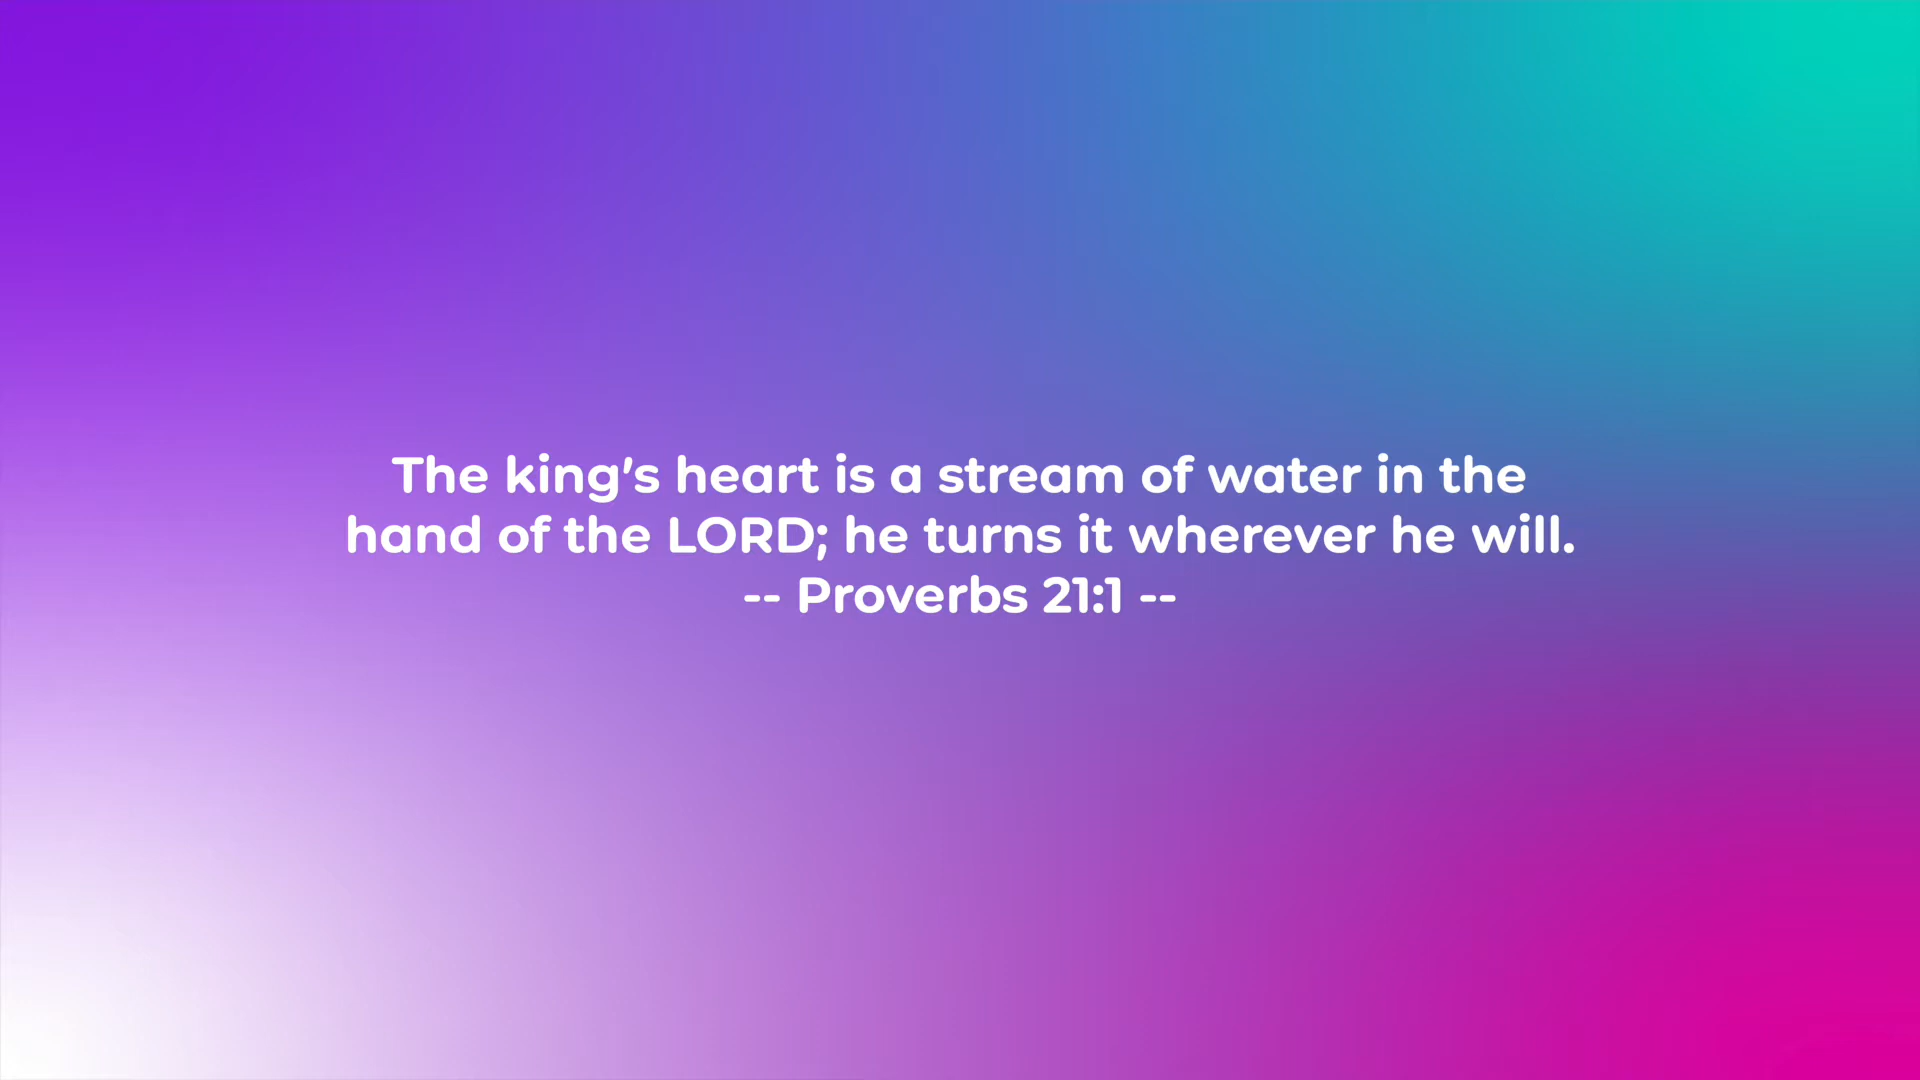 The king's heart is a stream of water in the
hand of the LORD; he turns it wherever he will.
-- Proverbs 21:1 --